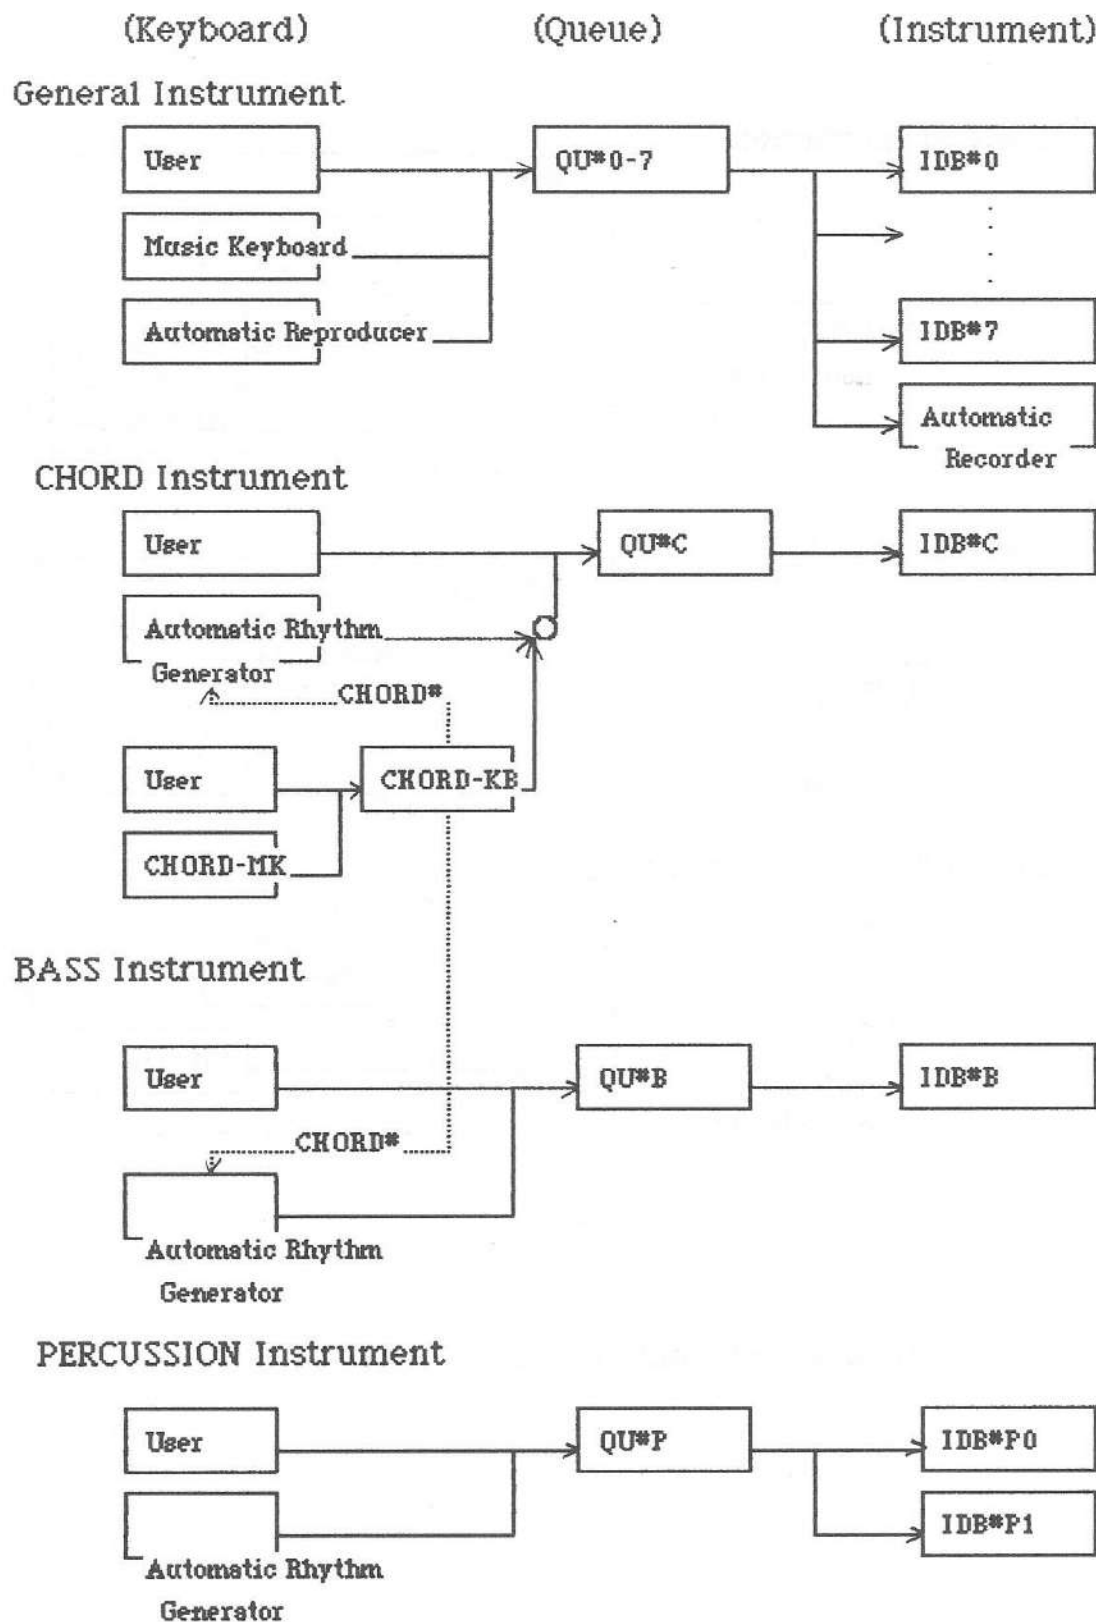 (Keyboard) (Queue) (Instrument)
General Instrument
User QU#0-7 IDB#0
Music Keyboard
Automatic Reproducer IDB#7
Automatic
Recorder
CHORD Instrument
User QU#C IDB#C
Automatic Rhythm
Generator
CHORD#
User CHORD-KB
CHORD-MK
BASS Instrument
User QU#B IDB#B
CHORD#
Automatic Rhythm
Generator
PERCUSSION Instrument
User QU#P IDB#P0
IDB#P1
Automatic Rhythm
Generator